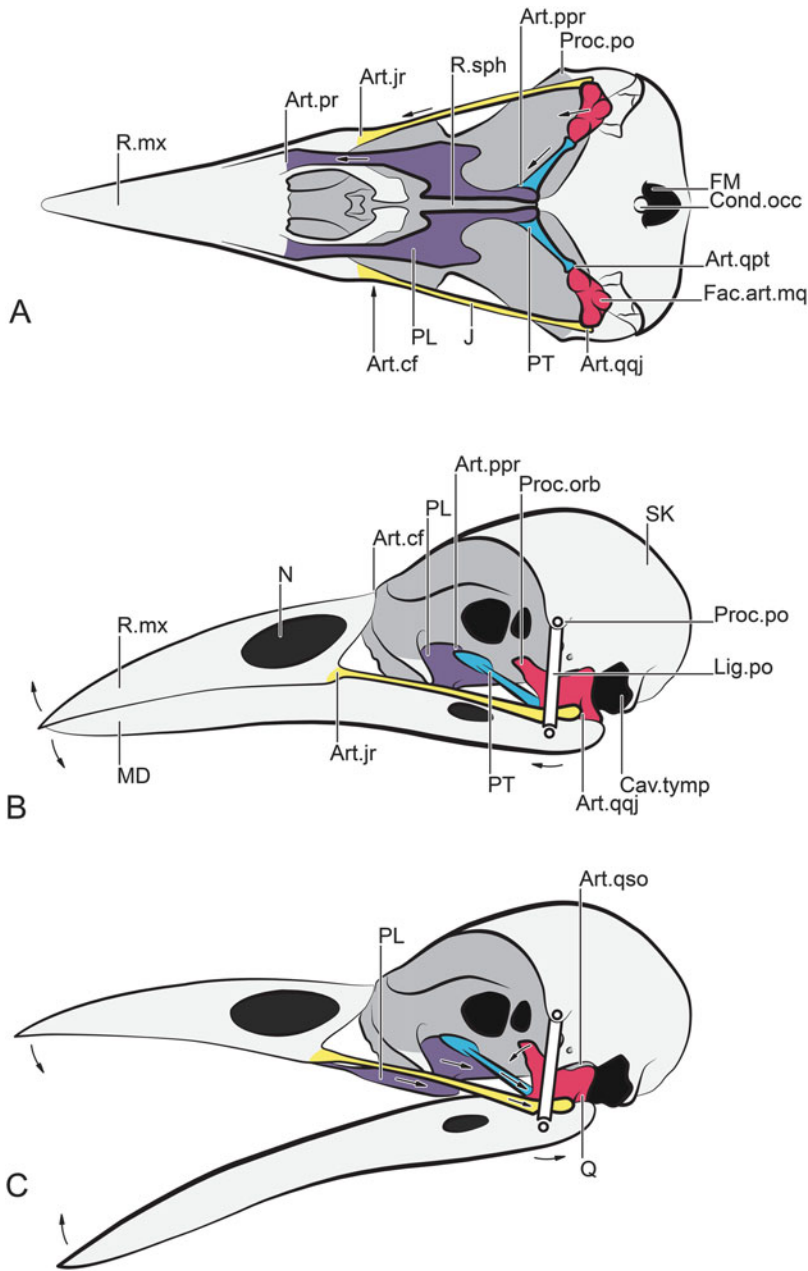 Art.ppr
Proc.po
R.sph
Art.jr
Art.pr
R.mx
FM
Cond.occ
Art.qpt
Fac.art.mq
A
PL
J
PT
Art.qqj
Art.cf
Art.ppr
Proc.orb
PL
SK
Art.cf
N
Proc.po
R.mx
Lig.po
MD
Art.jr
PT
Cav.tymp
Art.qqj
B
Art.qso
PL
Q
C